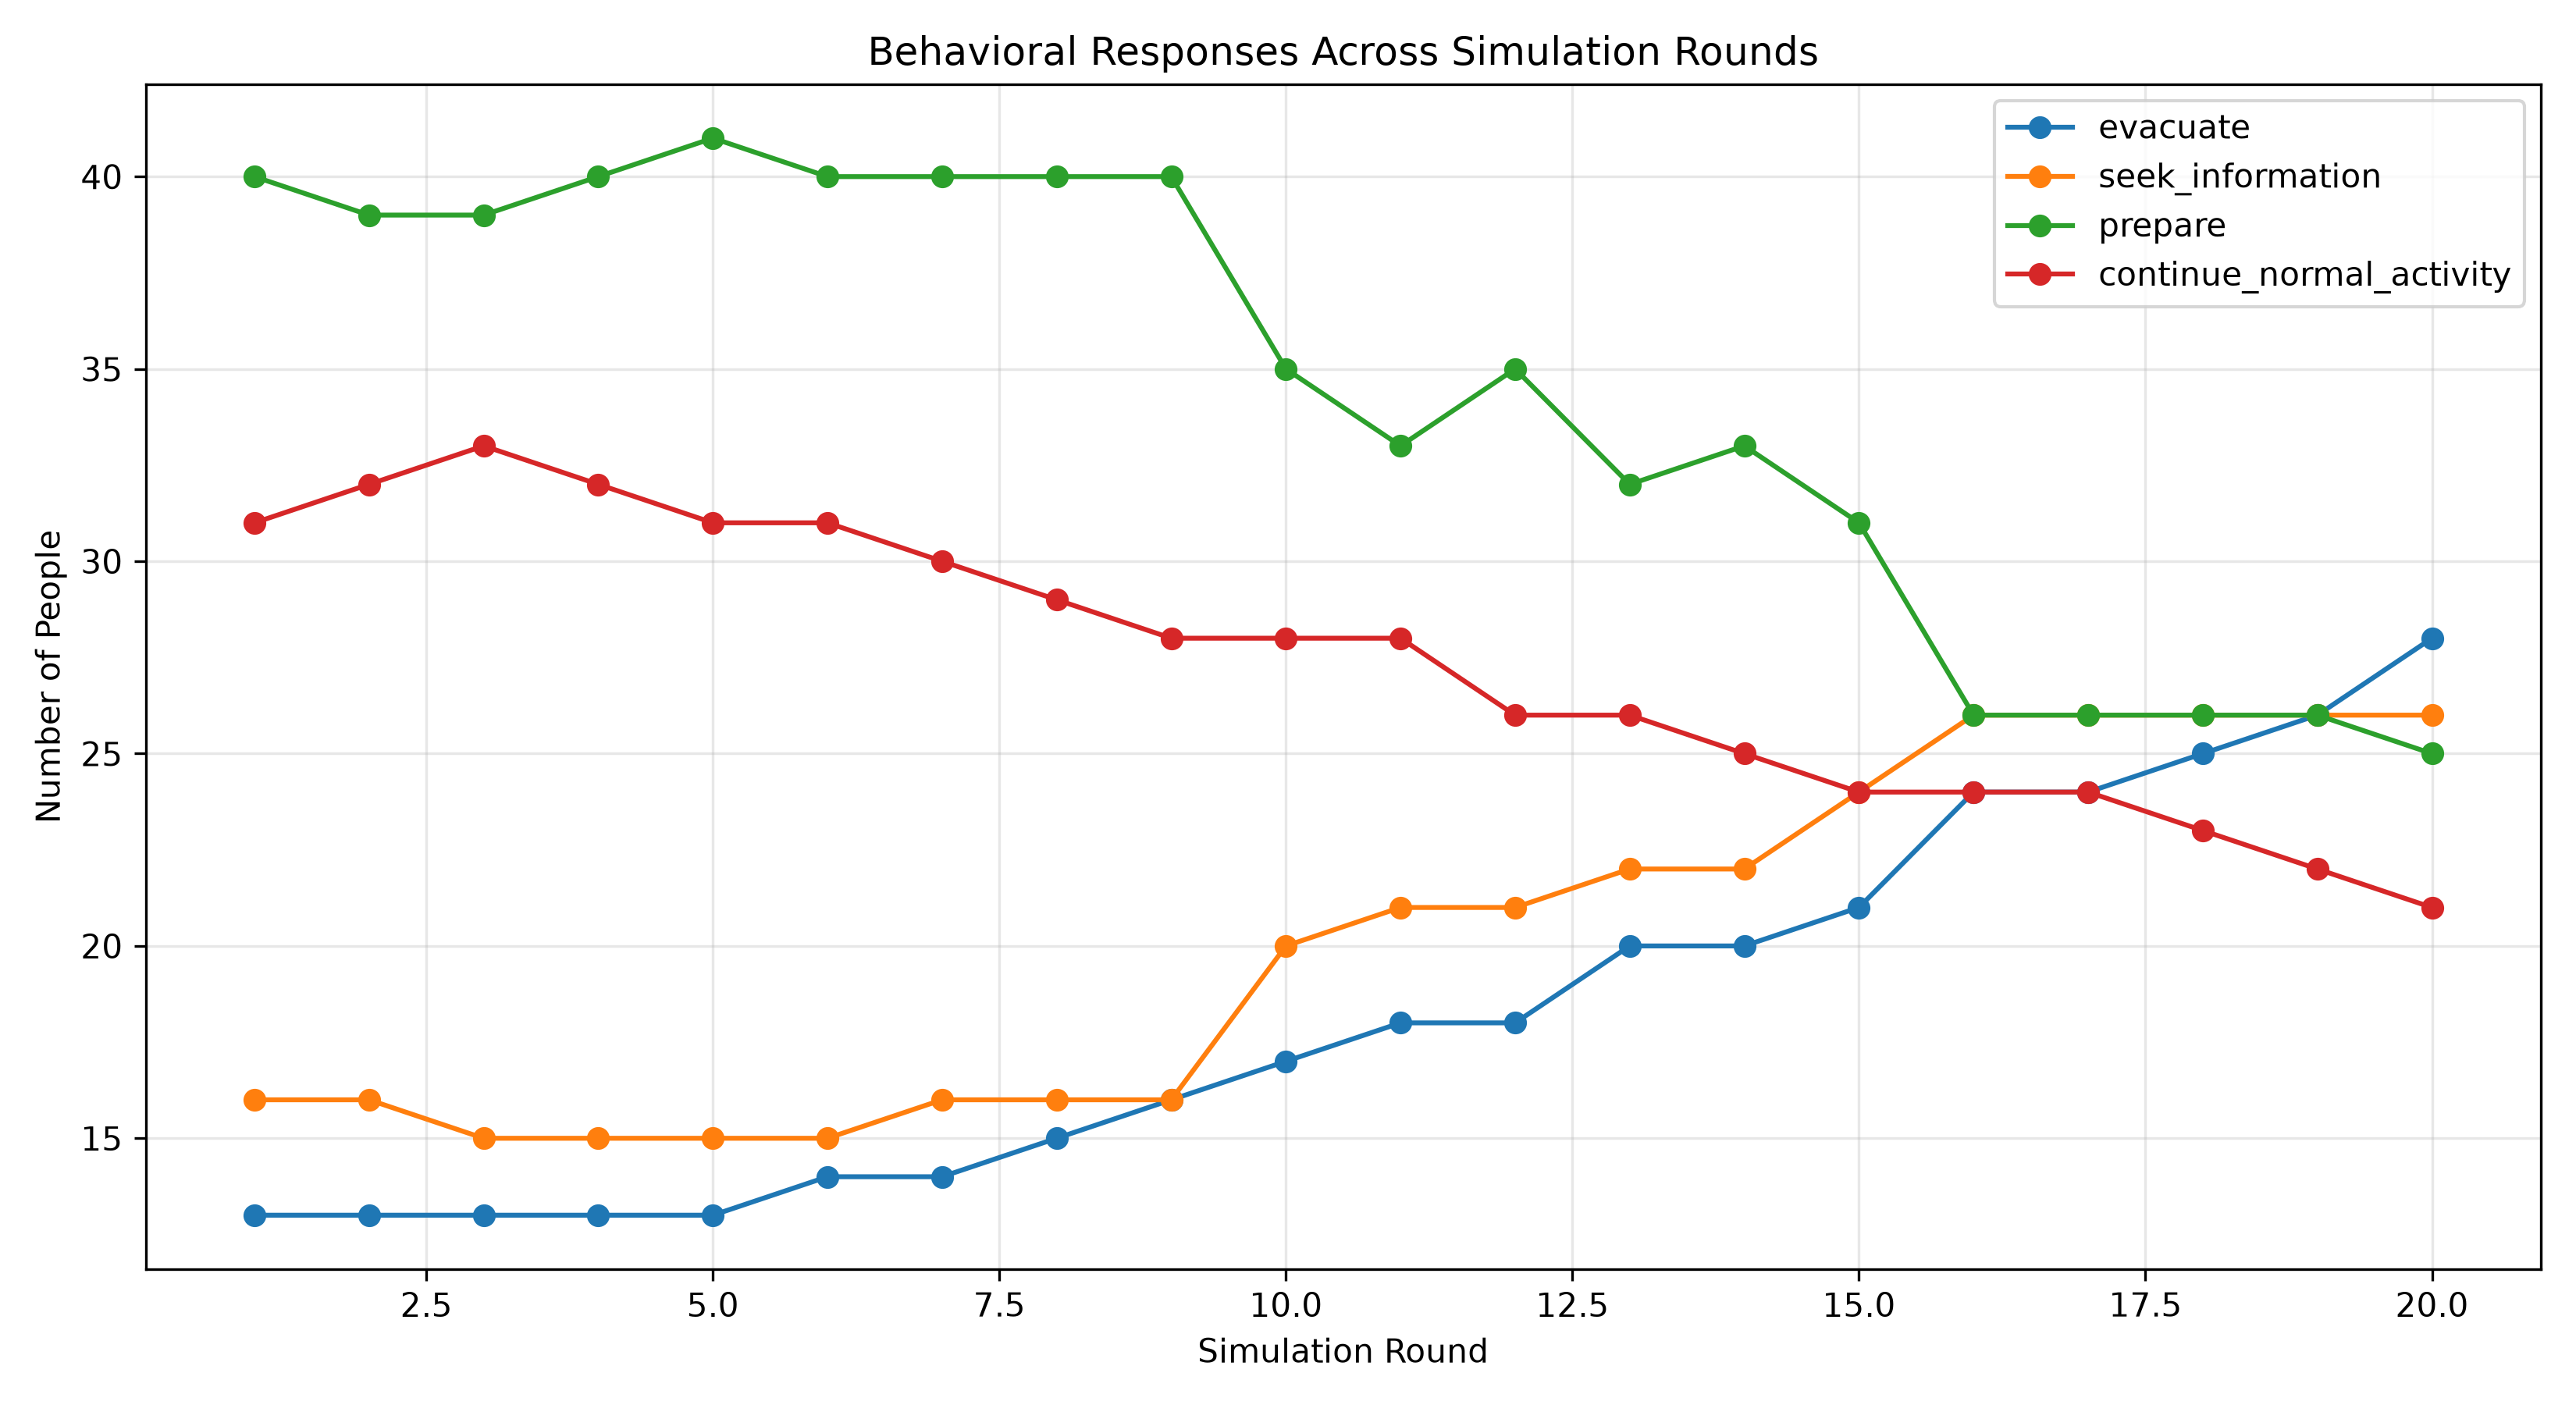 Behavioral Responses Across Simulation Rounds
evacuate
seek_information
prepare
continue_normal_activity
Number of People
40
35
30
25
20
15
2.5 5.0 7.5 10.0 12.5 15.0 17.5 20.0
Simulation Round